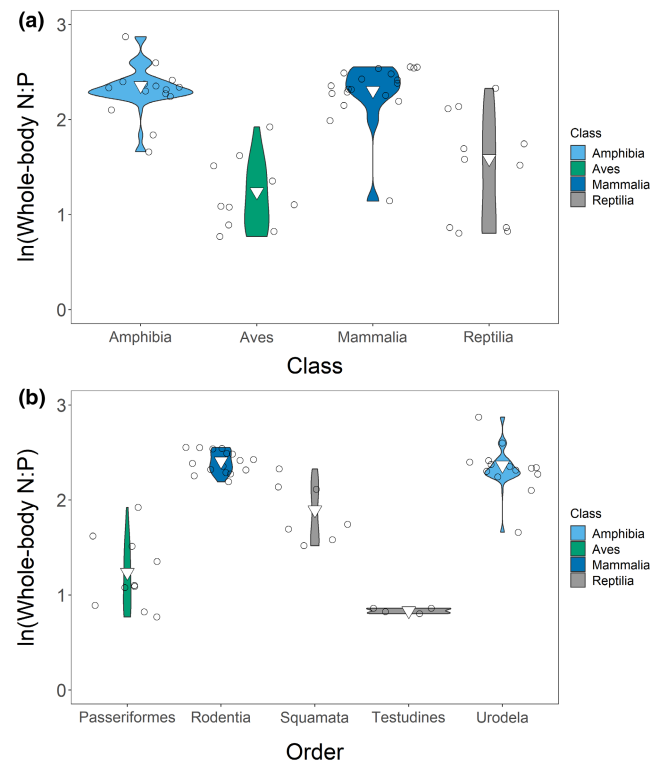 (a)
ln(Whole-body N:P
3
2
1
0
Amphibia Aves Mammalia Reptilia
Class
Class
Amphibia
Aves
Mammalia
Reptilia
(b)
ln(Whole-body N:P)
3
2
1
0
Passeriformes Rodentia Squamata Testudines Urodela
Order
Class
Amphibia
Aves
Mammalia
Reptilia